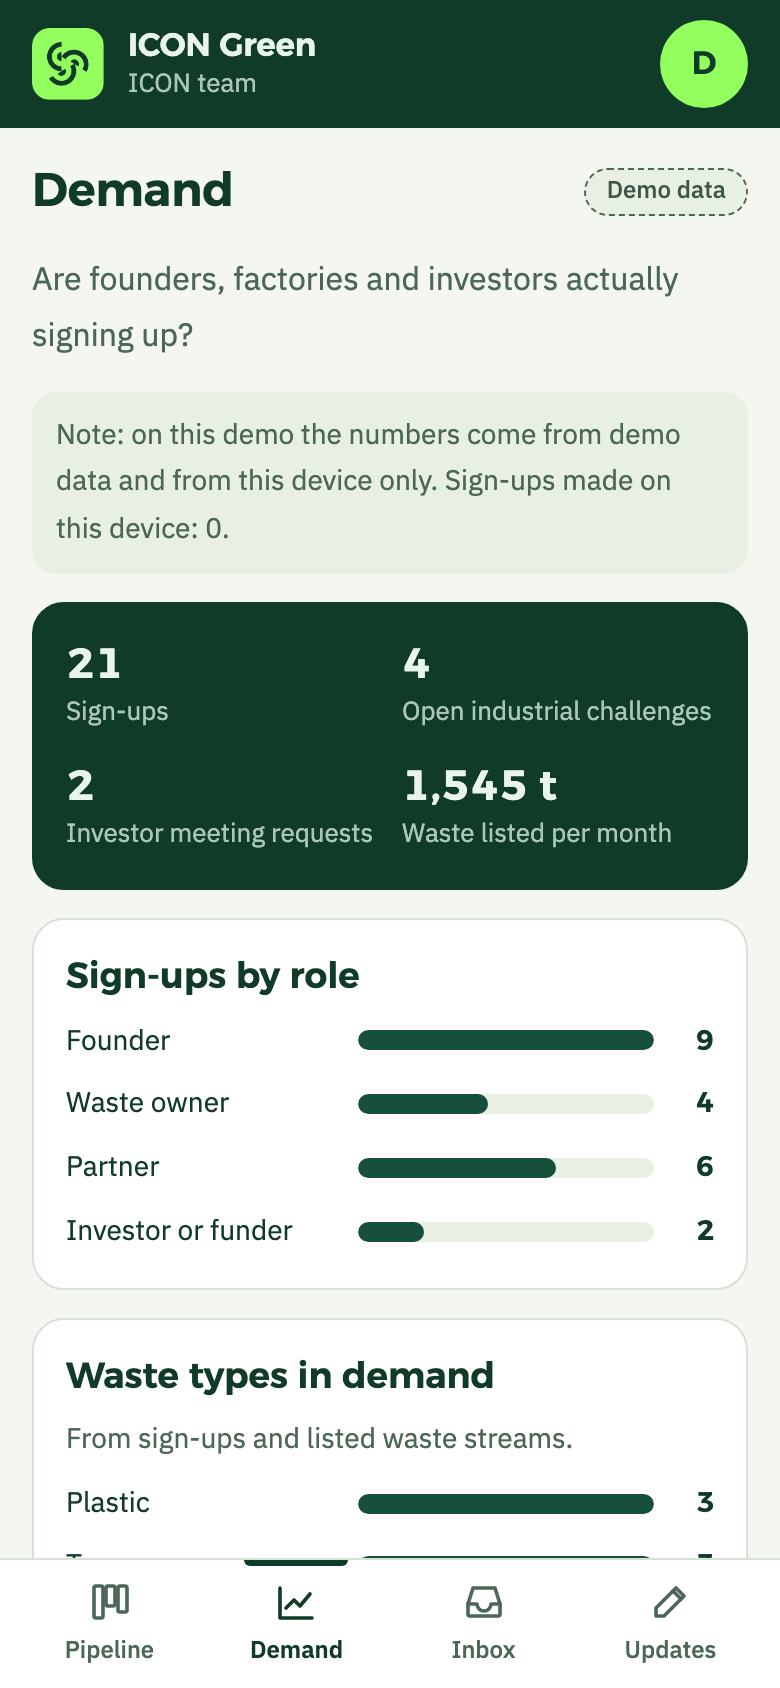 ICON Green
ICON team
D
Demand
Demo data
Are founders, factories and investors actually
signing up?
Note: on this demo the numbers come from demo
data and from this device only. Sign-ups made on
this device: 0.
21
Sign-ups
4
Open industrial challenges
2
Investor meeting requests
1,545 t
Waste listed per month
Sign-ups by role
Founder 9
Waste owner 4
Partner 6
Investor or funder 2
Waste types in demand
From sign-ups and listed waste streams.
Plastic 3
Pipeline
Demand
Inbox
Updates